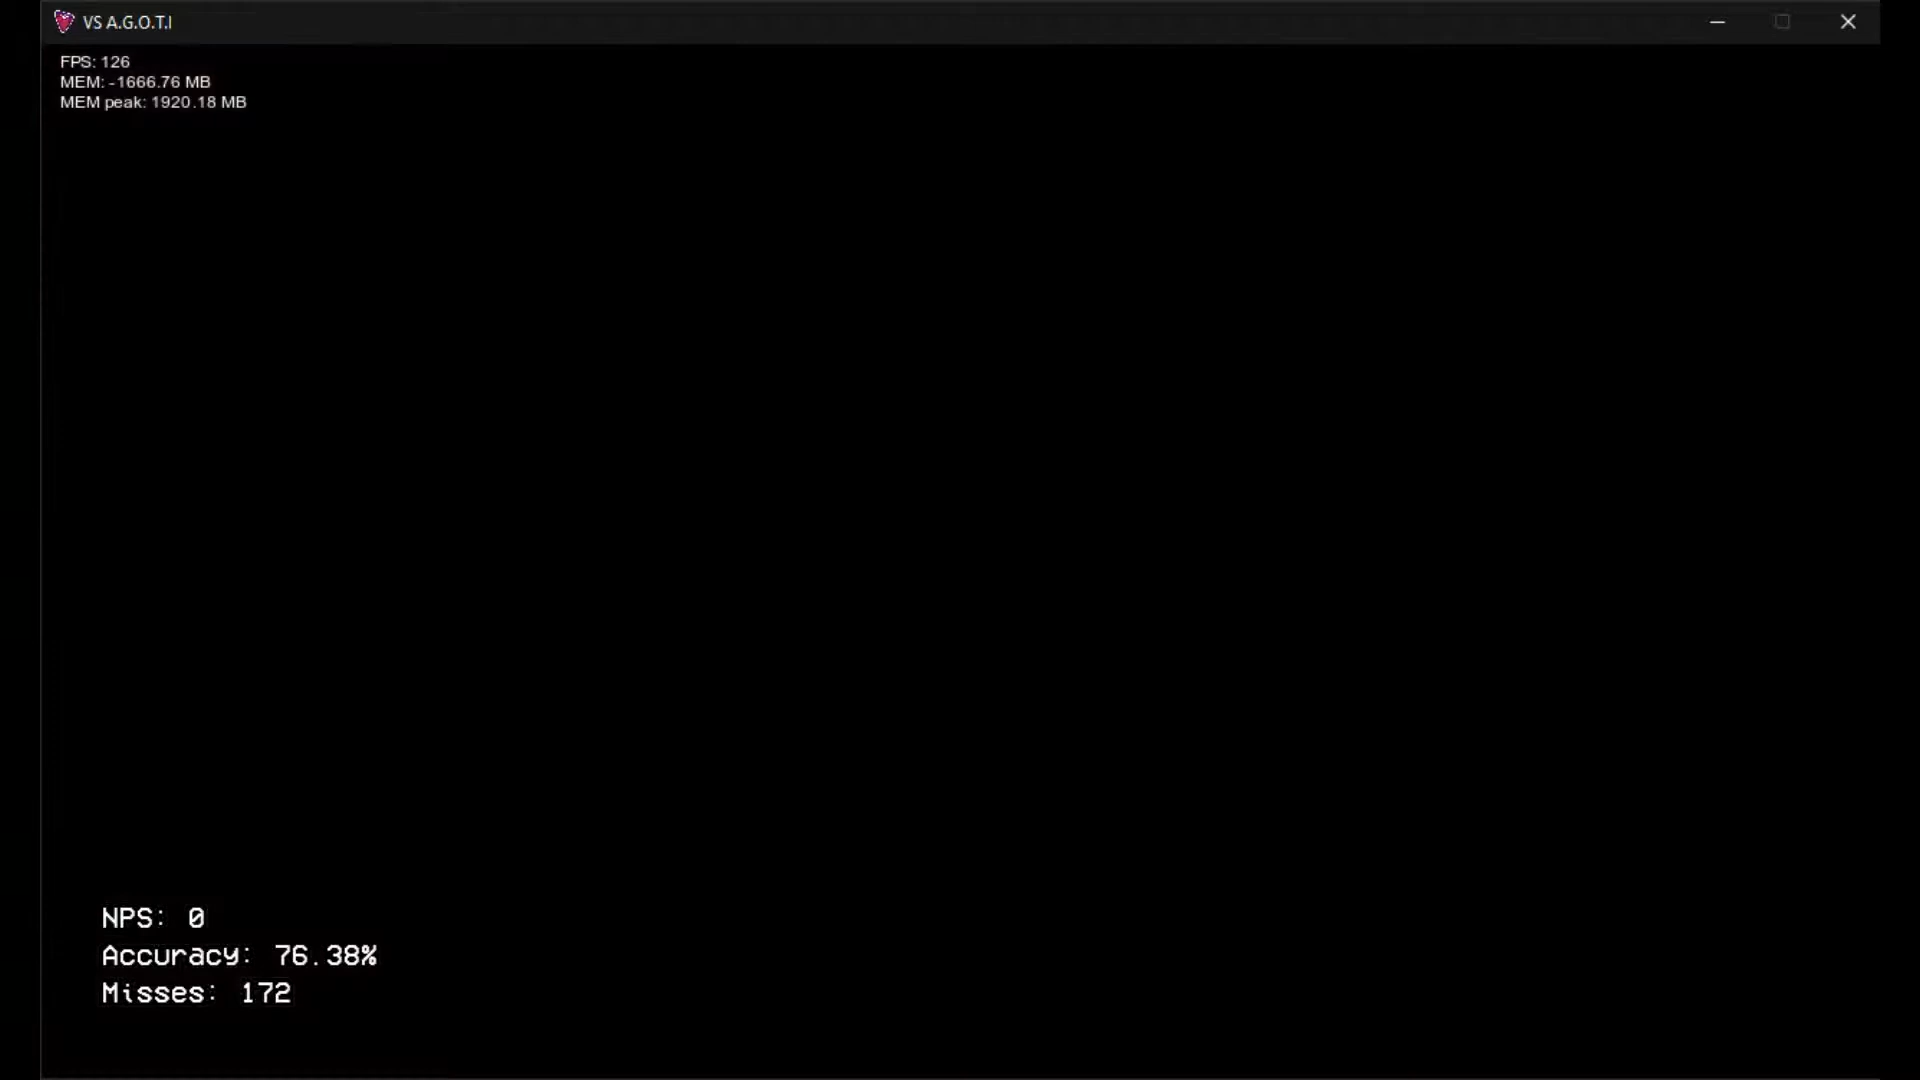 VS A.G.O.T.I
FPS: 126
MEM: -1666.76 MB
MEM peak: 1920.18 MB
NPS: 0
Accuracy: 76.38%
Misses: 172